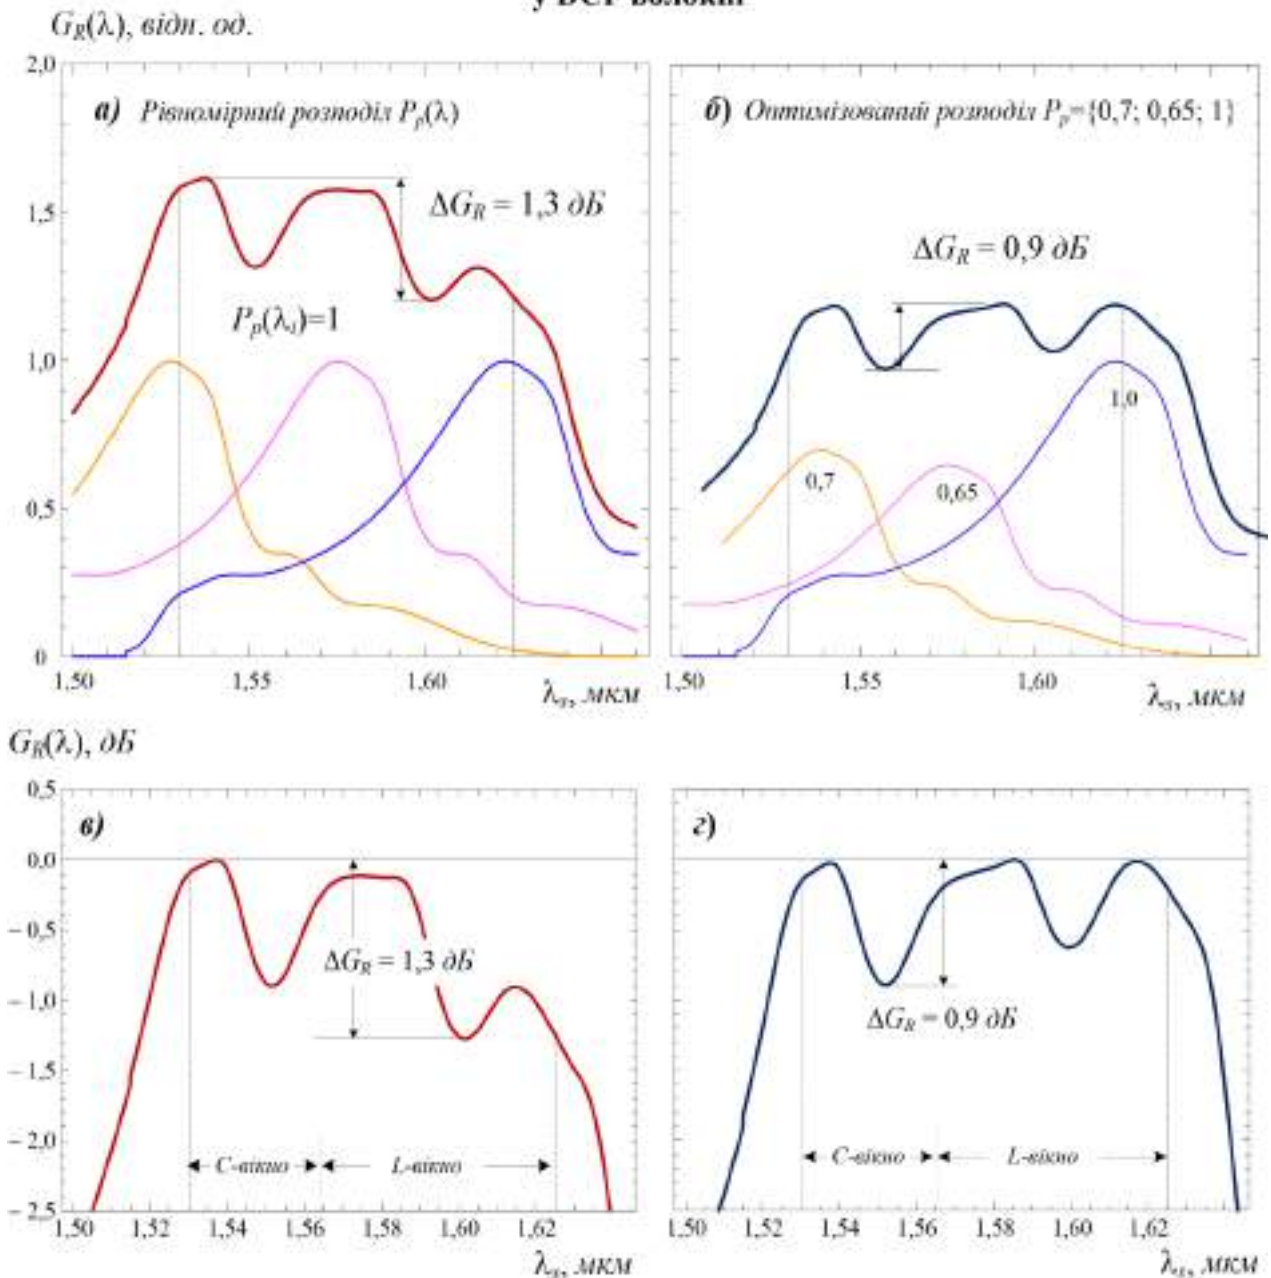 G_R(λ), відн. од.
2,0
1,5
1,0
0,5
0
а) Рівномірний розподіл P_p(λ)
ΔG_R = 1,3 дБ
P_p(λ_i)=1
1,50 1,55 1,60
λ_s, мкм
б) Оптимізований розподіл P_p={0,7; 0,65; 1}
ΔG_R = 0,9 дБ
1,0
0,7
0,65
1,50 1,55 1,60
λ_s, мкм
G_R(λ), дБ
0,5
0,0
– 0,5
– 1,0
– 1,5
– 2,0
– 2.5
в)
ΔG_R = 1,3 дБ
С-вікно L-вікно
1,50 1,52 1,54 1,56 1,58 1,60 1,62
λ_s, мкм
г)
ΔG_R = 0,9 дБ
С-вікно L-вікно
1,50 1,52 1,54 1,56 1,58 1,60 1,62
λ_s, мкм